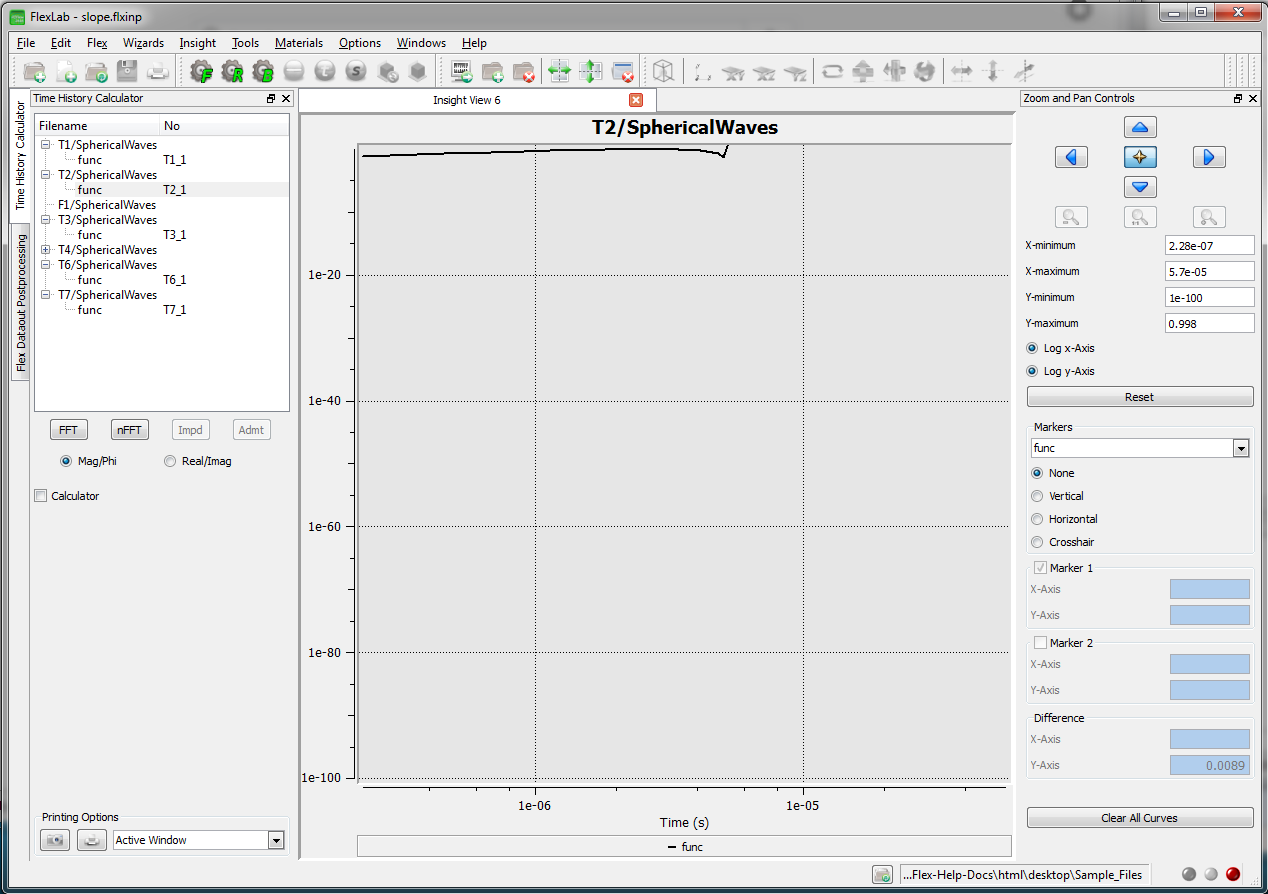 FlexLab - slope.flxinp
File Edit Flex Wizards Insight Tools Materials Options Windows Help
F R B S
Time History Calculator
Time History Calculator
Flex Dataout Postprocessing
Filename No
T1/SphericalWaves
func T1_1
T2/SphericalWaves
func T2_1
F1/SphericalWaves
T3/SphericalWaves
func T3_1
T4/SphericalWaves
T6/SphericalWaves
func T6_1
T7/SphericalWaves
func T7_1
FFT nFFT Impd Admt
Mag/Phi Real/Imag
Calculator
Printing Options
Active Window
Insight View 6
T2/SphericalWaves
1e-20
1e-40
1e-60
1e-80
1e-100
1e-06 1e-05
Time (s)
func
Zoom and Pan Controls
X-minimum 2.28e-07
X-maximum 5.7e-05
Y-minimum 1e-100
Y-maximum 0.998
Log x-Axis
Log y-Axis
Reset
Markers
func
None
Vertical
Horizontal
Crosshair
Marker 1
X-Axis
Y-Axis
Marker 2
X-Axis
Y-Axis
Difference
X-Axis
Y-Axis 0.0089
Clear All Curves
...Flex-Help-Docs\html\desktop\Sample_Files